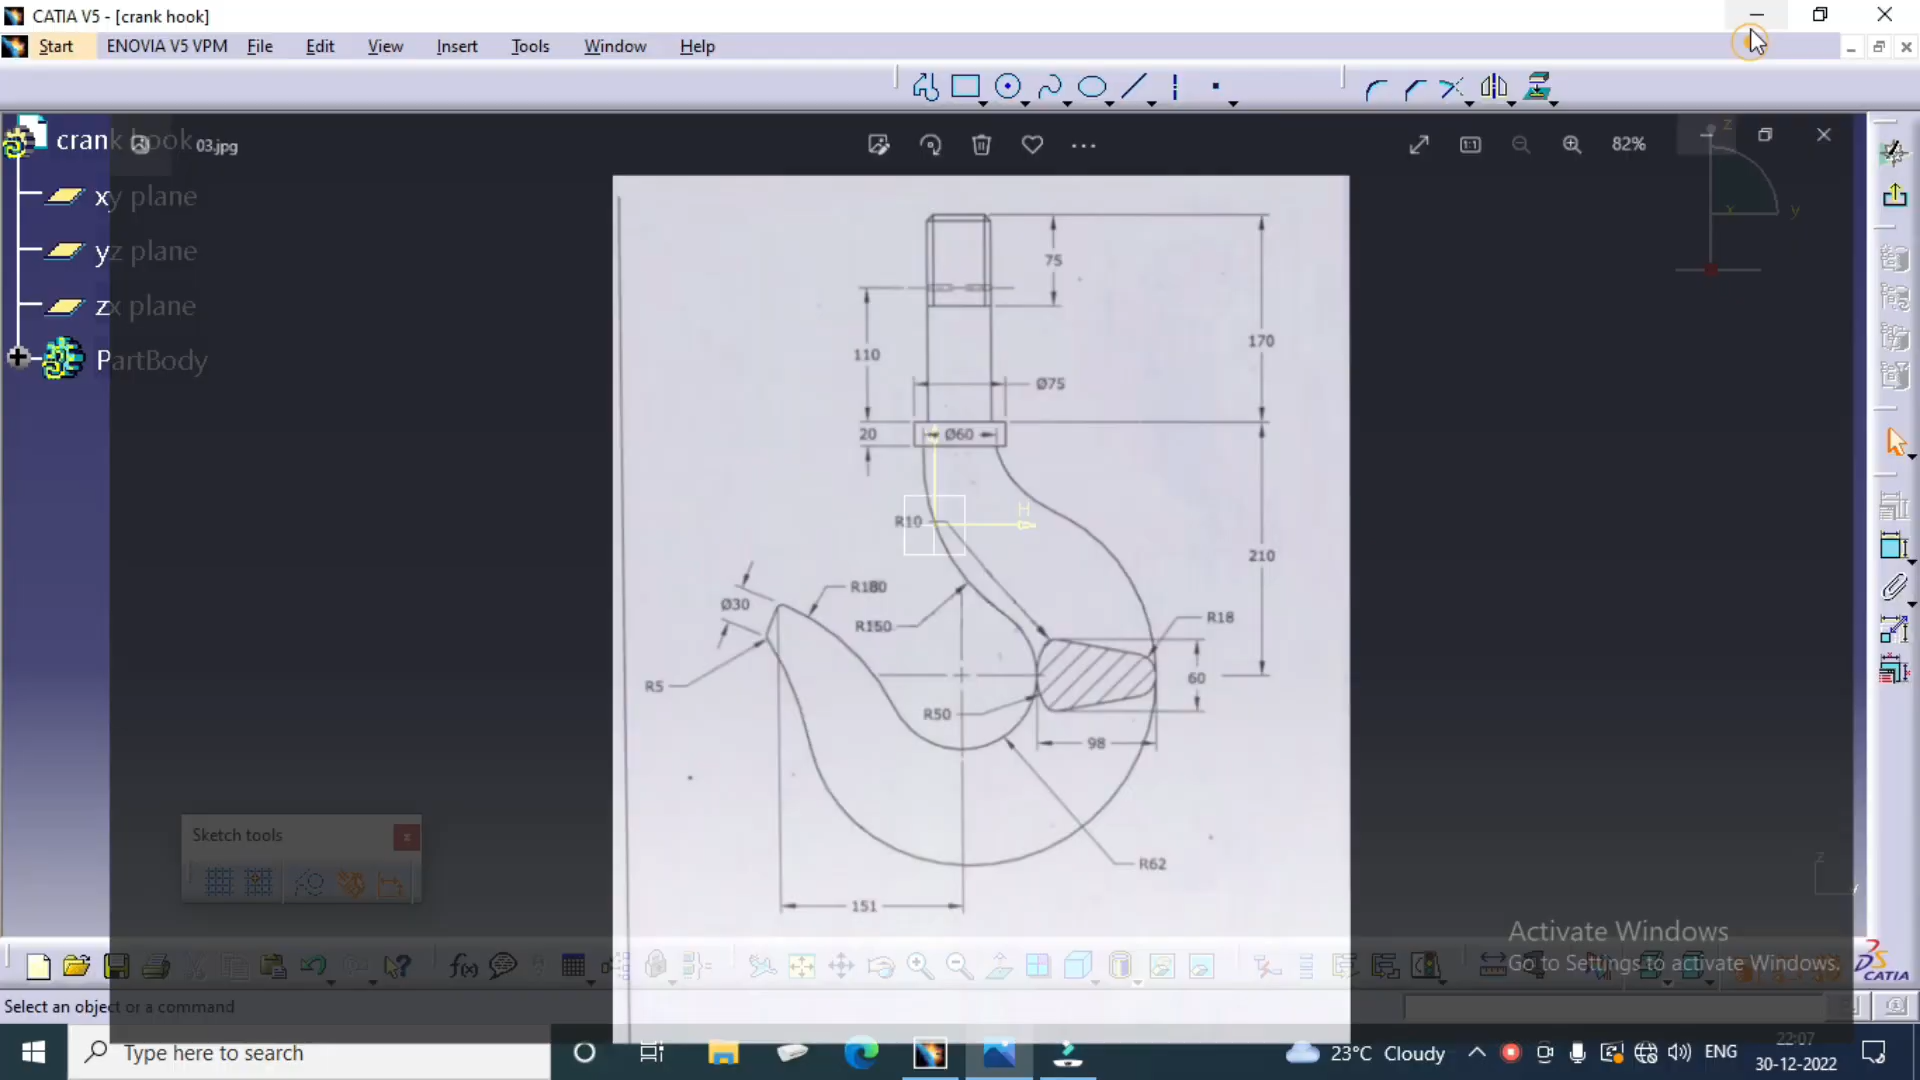 CATIA V5 - [crank hook]
Start ENOVIA V5 VPM File Edit View Insert Tools Window Help
crank hook
03.jpg
82%
z
x
y
xy plane
yz plane
zx plane
PartBody
75
170
110
Ø75
20
Ø60
H
R10
210
Ø30
R180
R150
R18
R5
60
R50
98
R62
151
Sketch tools
z
y
Activate Windows
Go to Settings to activate Windows.
f(x)
CATIA
Select an object or a command
Type here to search
23°C Cloudy
ENG
22:07
30-12-2022